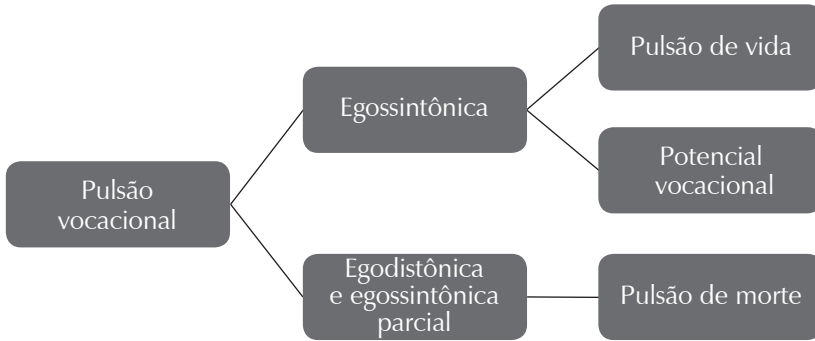 Pulsão
vocacional
Egossintônica
Egodistônica
e egossintônica
parcial
Pulsão de vida
Potencial
vocacional
Pulsão de morte